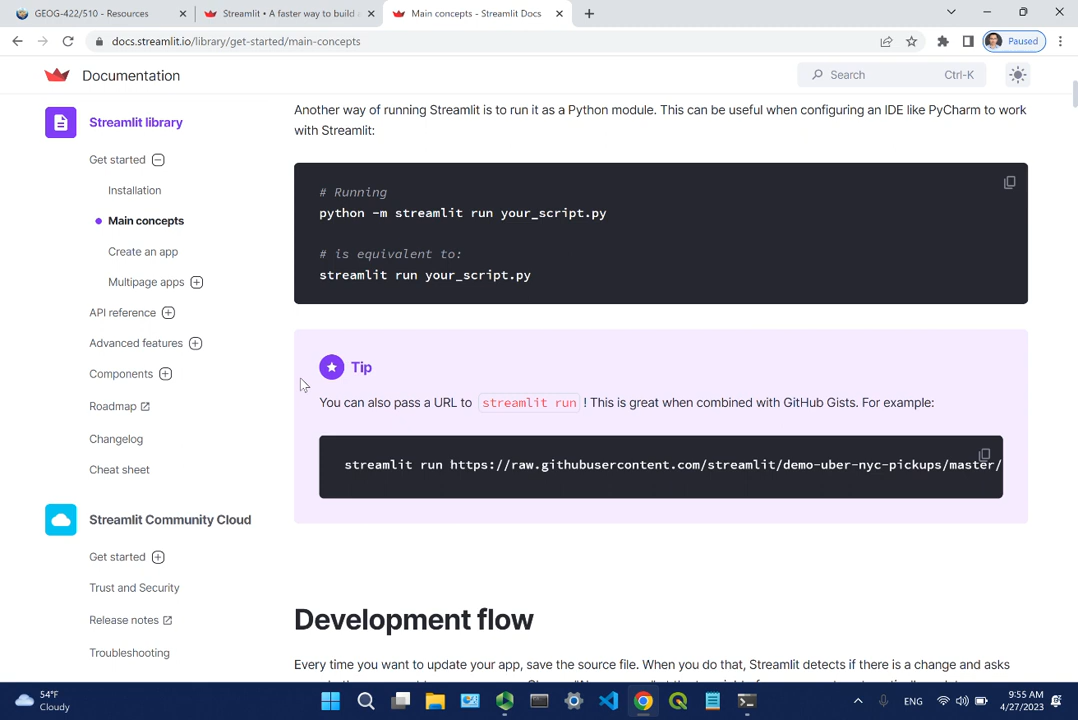 GEOG-422/510 - Resources
Streamlit • A faster way to build
Main concepts - Streamlit Docs
docs.streamlit.io/library/get-started/main-concepts
Paused
Documentation
Search
Ctrl-K
Streamlit library
Get started
Installation
Main concepts
Create an app
Multipage apps
API reference
Advanced features
Components
Roadmap
Changelog
Cheat sheet
Streamlit Community Cloud
Get started
Trust and Security
Release notes
Troubleshooting
Another way of running Streamlit is to run it as a Python module. This can be useful when configuring an IDE like PyCharm to work
with Streamlit:
# Running
python -m streamlit run your_script.py
# is equivalent to:
streamlit run your_script.py
Tip
You can also pass a URL to streamlit run ! This is great when combined with GitHub Gists. For example:
streamlit run https://raw.githubusercontent.com/streamlit/demo-uber-nyc-pickups/master/
Development flow
Every time you want to update your app, save the source file. When you do that, Streamlit detects if there is a change and asks
54°F
Cloudy
ENG
9:55 AM
4/27/2023